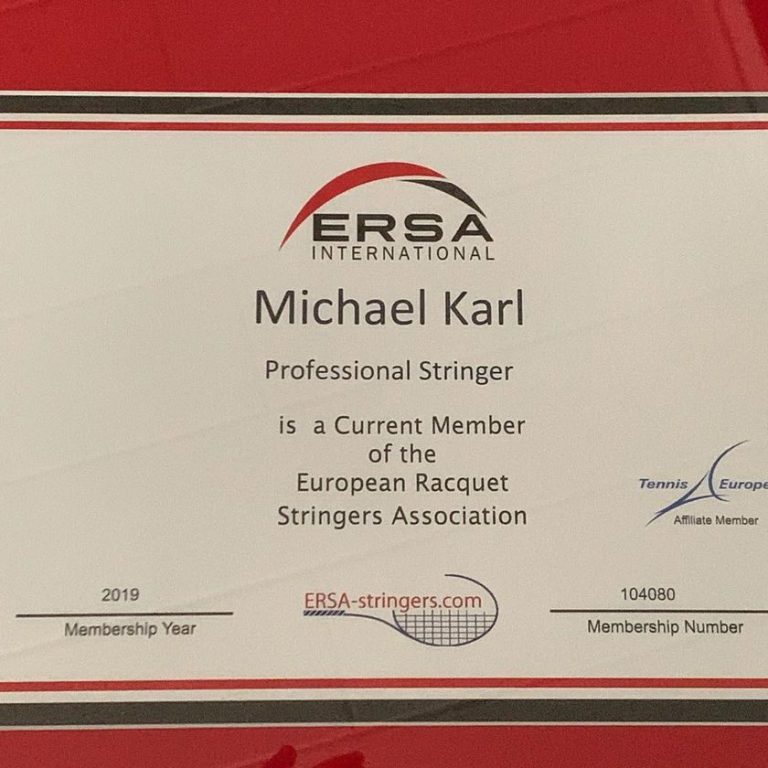 ERSA
INTERNATIONAL
Michael Karl
Professional Stringer
is a Current Member
of the
European Racquet
Stringers Association
Tennis Europe
Affiliate Member
2019
Membership Year
ERSA-stringers.com
104080
Membership Number